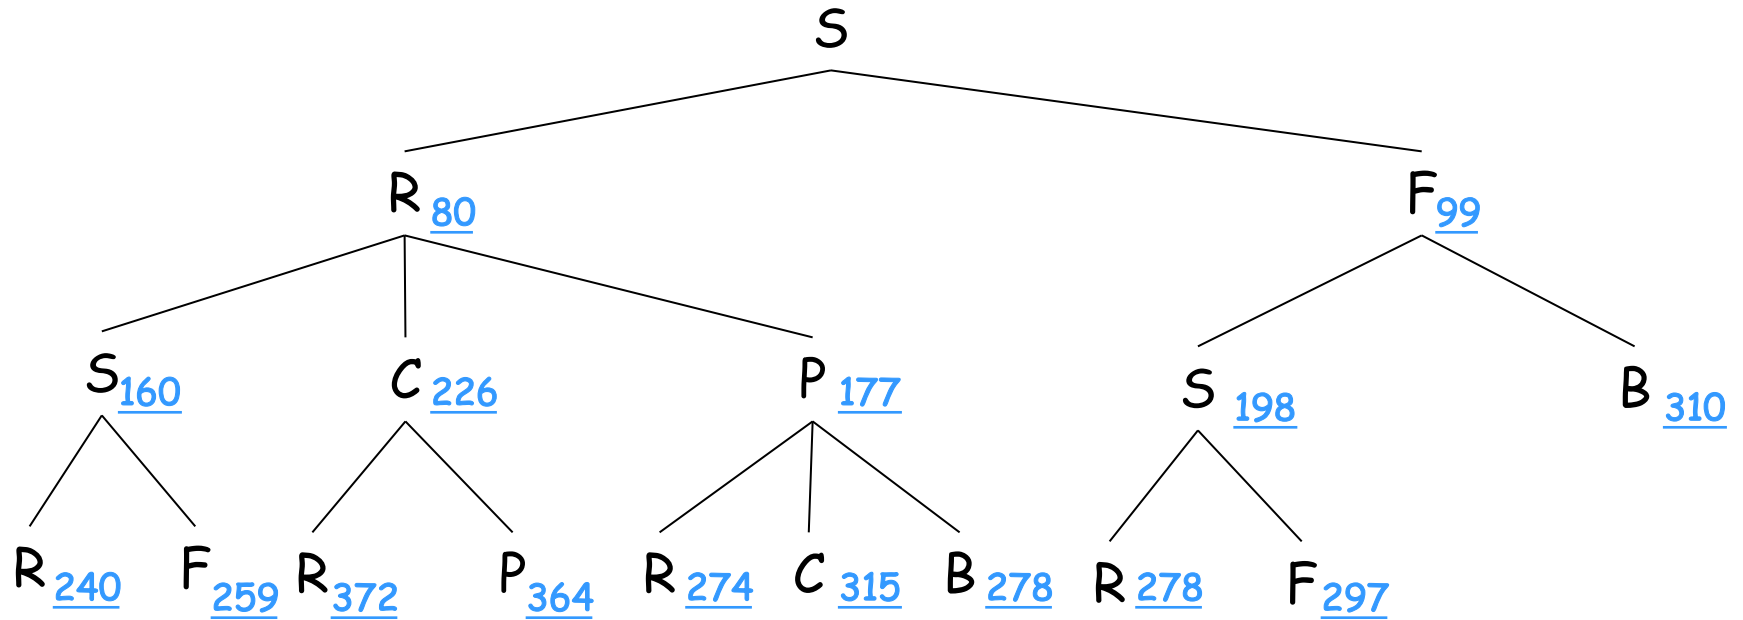 S
R 80 F 99
S 160 C 226 P 177 S 198 B 310
R 240 F 259 R 372 P 364 R 274 C 315 B 278 R 278 F 297